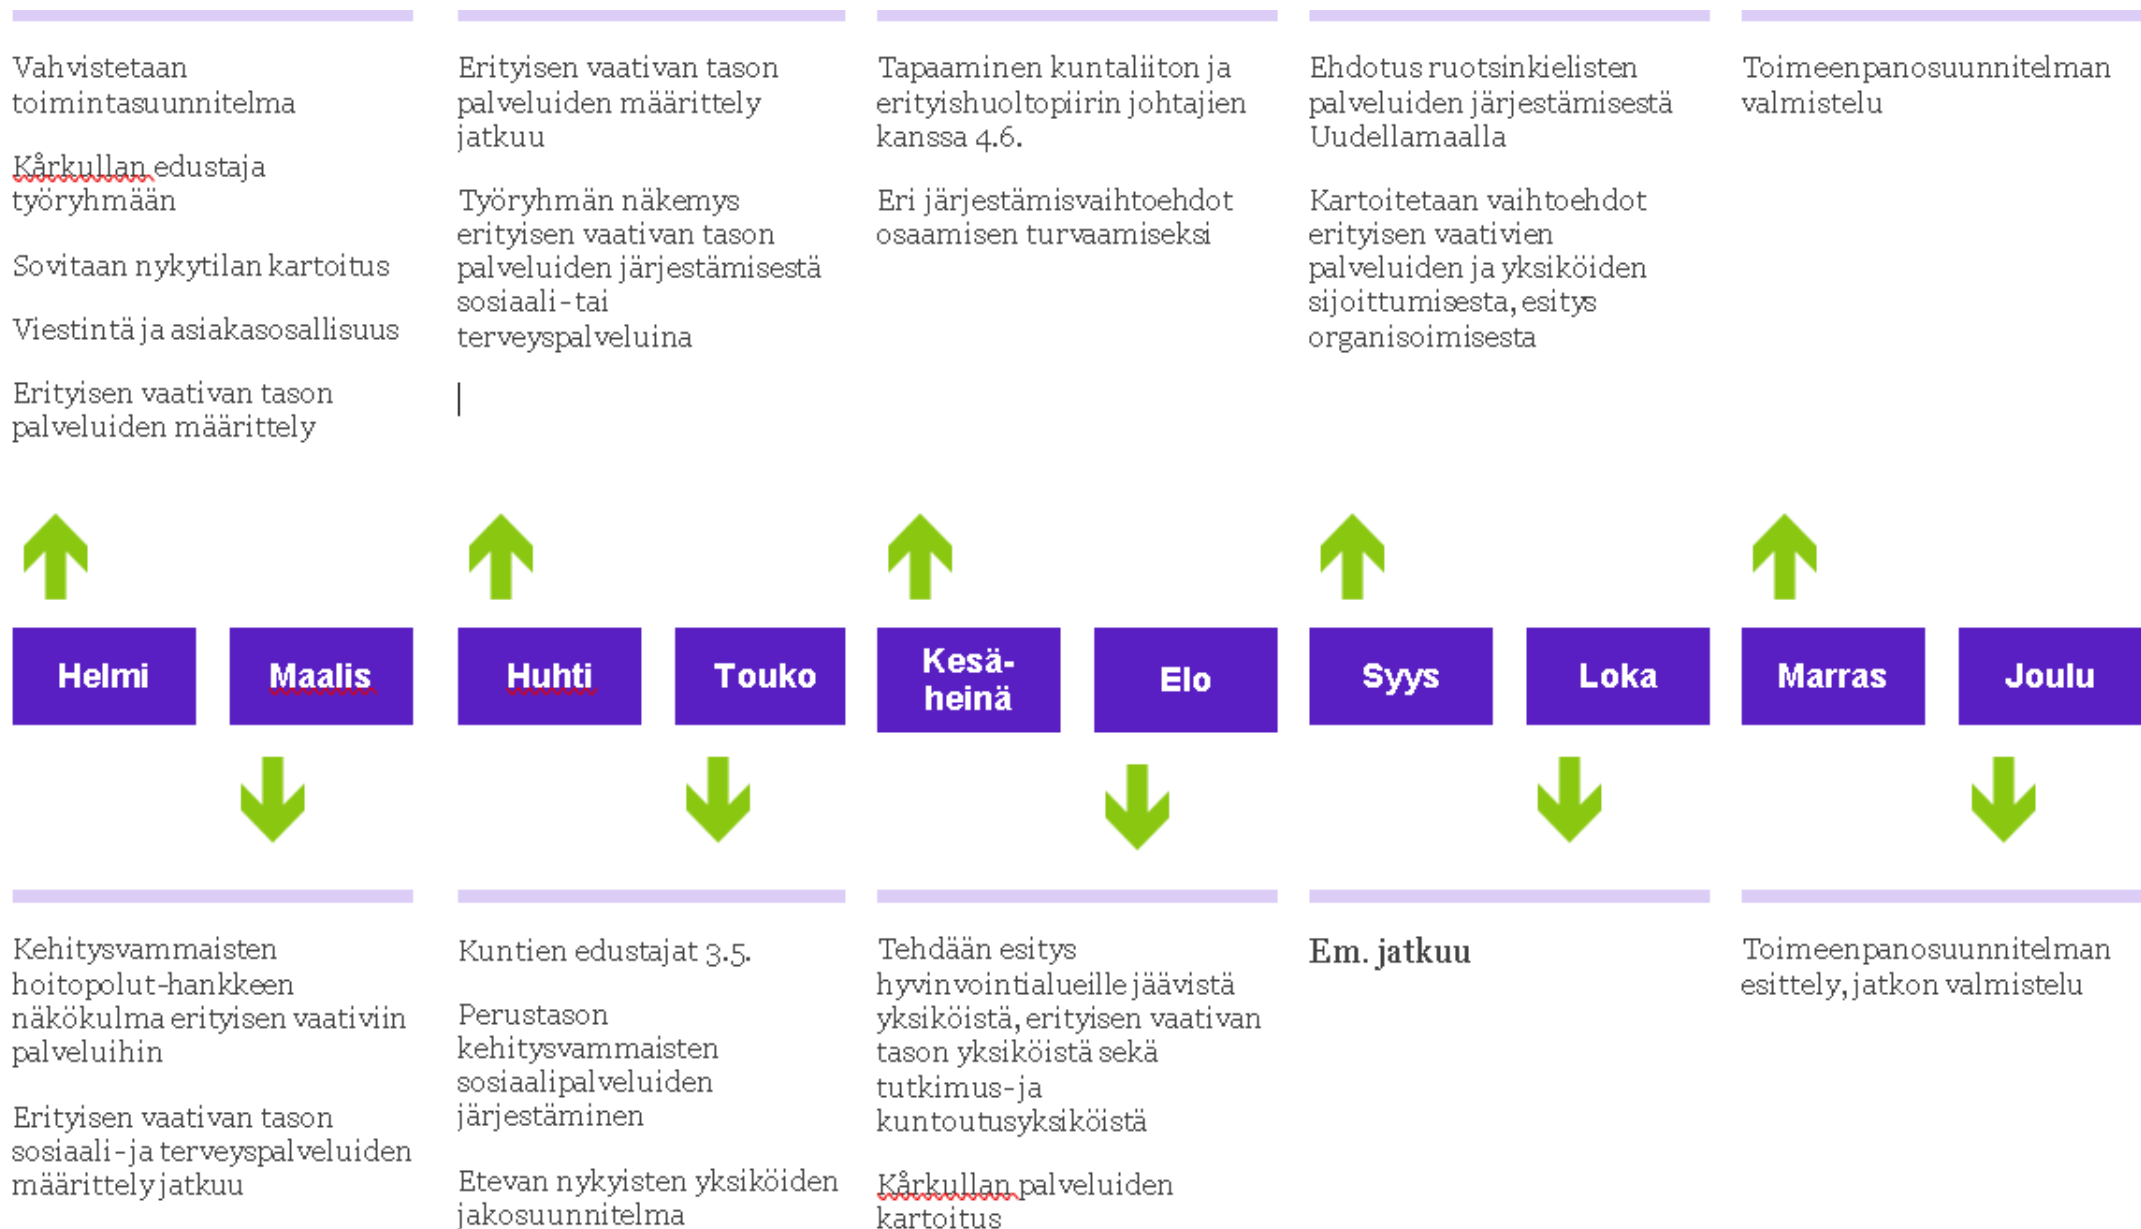 Vahvistetaan
toimintasuunnitelma
Kårkullan edustaja
työryhmään
Sovitaan nykytilan kartoitus
Viestintä ja asiakasosallisuus
Erityisen vaativan tason
palveluiden määrittely
Erityisen vaativan tason
palveluiden määrittely
jatkuu
Työryhmän näkemys
erityisen vaativan tason
palveluiden järjestämisestä
sosiaali-tai
terveyspalveluina
Tapaaminen kuntaliiton ja
erityishuoltopiirin johtajien
kanssa 4.6.
Eri järjestämisvaihtoehdot
osaamisen turvaamiseksi
Ehdotus ruotsinkielisten
palveluiden järjestämisestä
Uudellamaalla
Kartoitetaan vaihtoehdot
erityisen vaativien
palveluiden ja yksiköiden
sijoittumisesta, esitys
organisoimisesta
Toimeenpanosuunnitelman
valmistelu
Helmi
Maalis
Huhti
Touko
Kesä-
heinä
Elo
Syys
Loka
Marras
Joulu
Kehitysvammaisten
hoitopolut-hankkeen
näkökulma erityisen vaativiin
palveluihin
Erityisen vaativan tason
sosiaali-ja terveyspalveluiden
määrittely jatkuu
Kuntien edustajat 3.5.
Perustason
kehitysvammaisten
sosiaalipalveluiden
järjestäminen
Etevan nykyisten yksiköiden
jakosuunnitelma
Tehdään esitys
hyvinvointialueille jäävistä
yksiköistä, erityisen vaativan
tason yksiköistä sekä
tutkimus-ja
kuntoutusyksiköistä
Kårkullan palveluiden
kartoitus
Em. jatkuu
Toimeenpanosuunnitelman
esittely, jatkon valmistelu